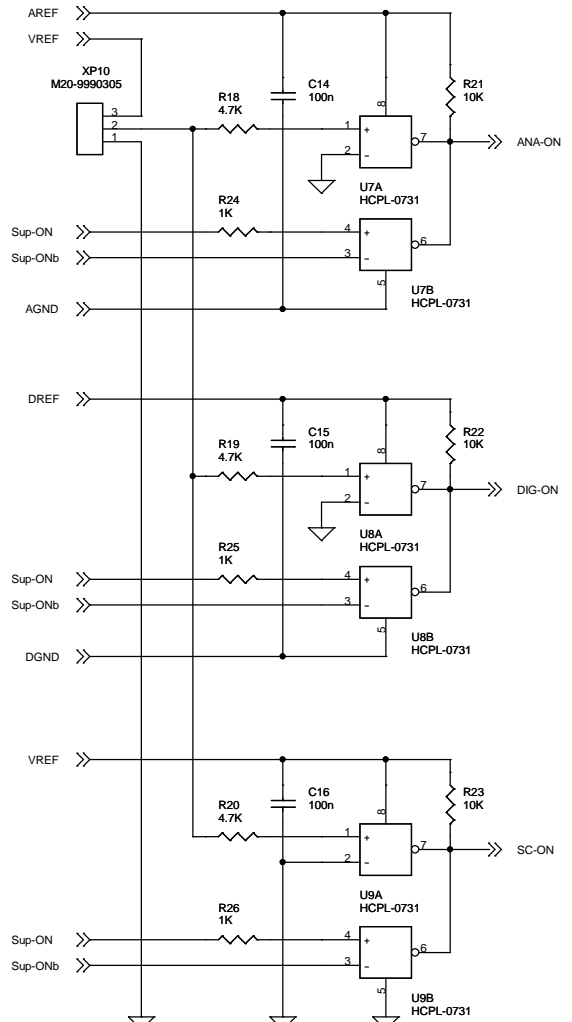 AREF
VREF
XP10
M20-9990305
3
2
1
R18
4.7K
C14
100n
R21
10K
8
1
+
2
-
7
ANA-ON
U7A
HCPL-0731
R24
1K
Sup-ON
4
+
6
Sup-ONb
3
-
5
U7B
HCPL-0731
AGND
DREF
R19
4.7K
C15
100n
R22
10K
8
1
+
2
-
7
DIG-ON
U8A
HCPL-0731
R25
1K
Sup-ON
4
+
6
Sup-ONb
3
-
5
U8B
HCPL-0731
DGND
VREF
R20
4.7K
C16
100n
R23
10K
8
1
+
2
-
7
SC-ON
U9A
HCPL-0731
R26
1K
Sup-ON
4
+
6
Sup-ONb
3
-
5
U9B
HCPL-0731